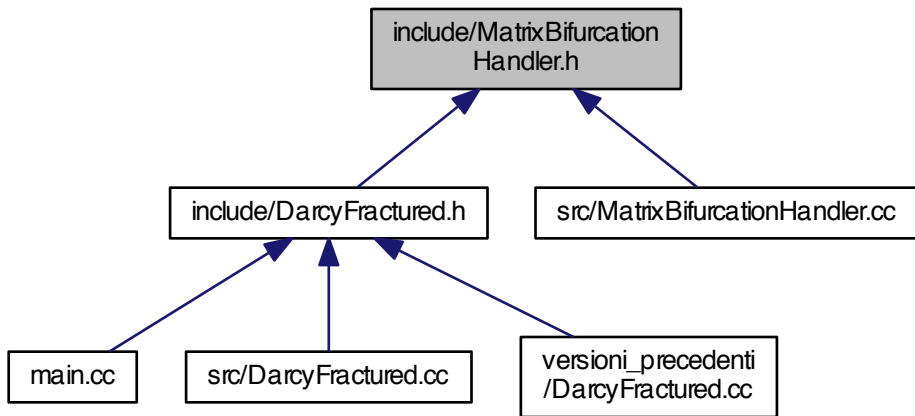 include/MatrixBifurcation
Handler.h
include/DarcyFractured.h
src/MatrixBifurcationHandler.cc
main.cc
src/DarcyFractured.cc
versioni_precedenti
/DarcyFractured.cc